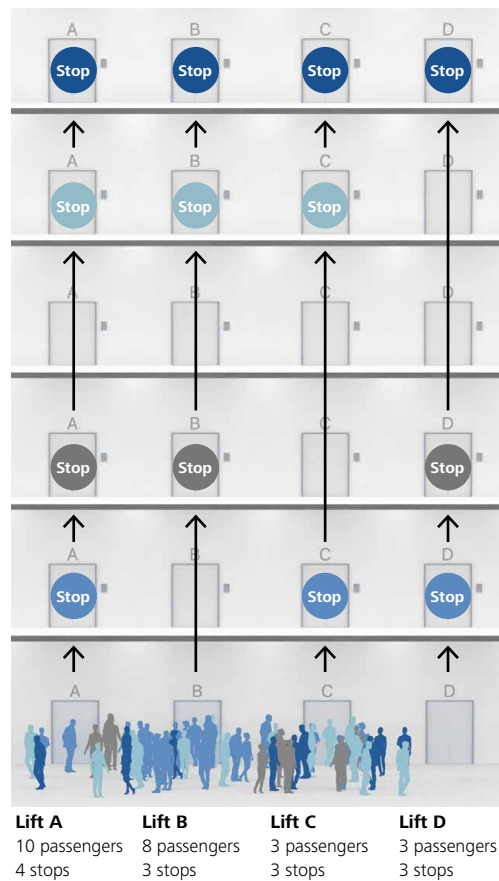 A B C D
Stop Stop Stop Stop
A B C D
Stop Stop Stop
A B C D
A B C D
Stop Stop Stop
A B C D
Stop Stop Stop
A B C D
Lift A Lift B Lift C Lift D
10 passengers 8 passengers 3 passengers 3 passengers
4 stops 3 stops 3 stops 3 stops